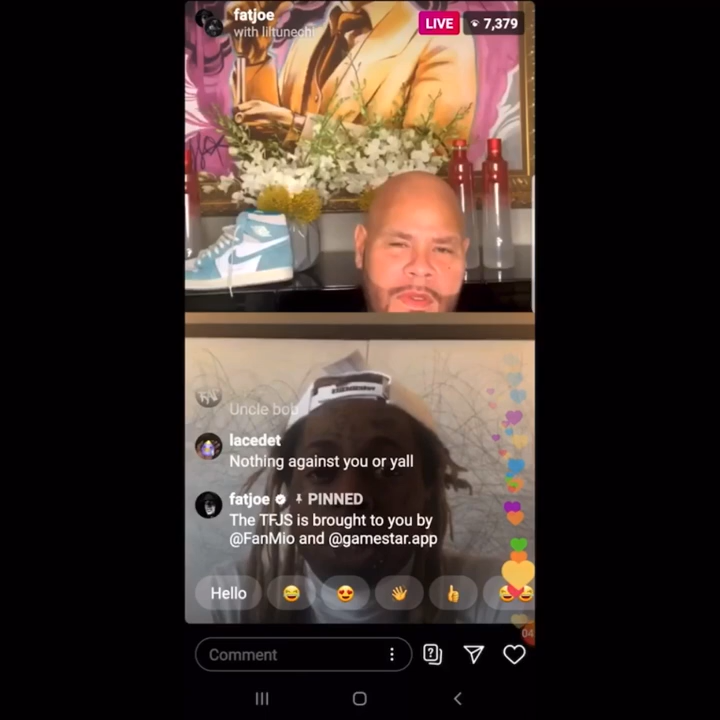 fatjoe
with liltunechi
LIVE
7,379
Uncle bob
lacedet
Nothing against you or yall
fatjoe PINNED
The TFJS is brought to you by
@FanMio and @gamestar.app
Hello
04
Comment